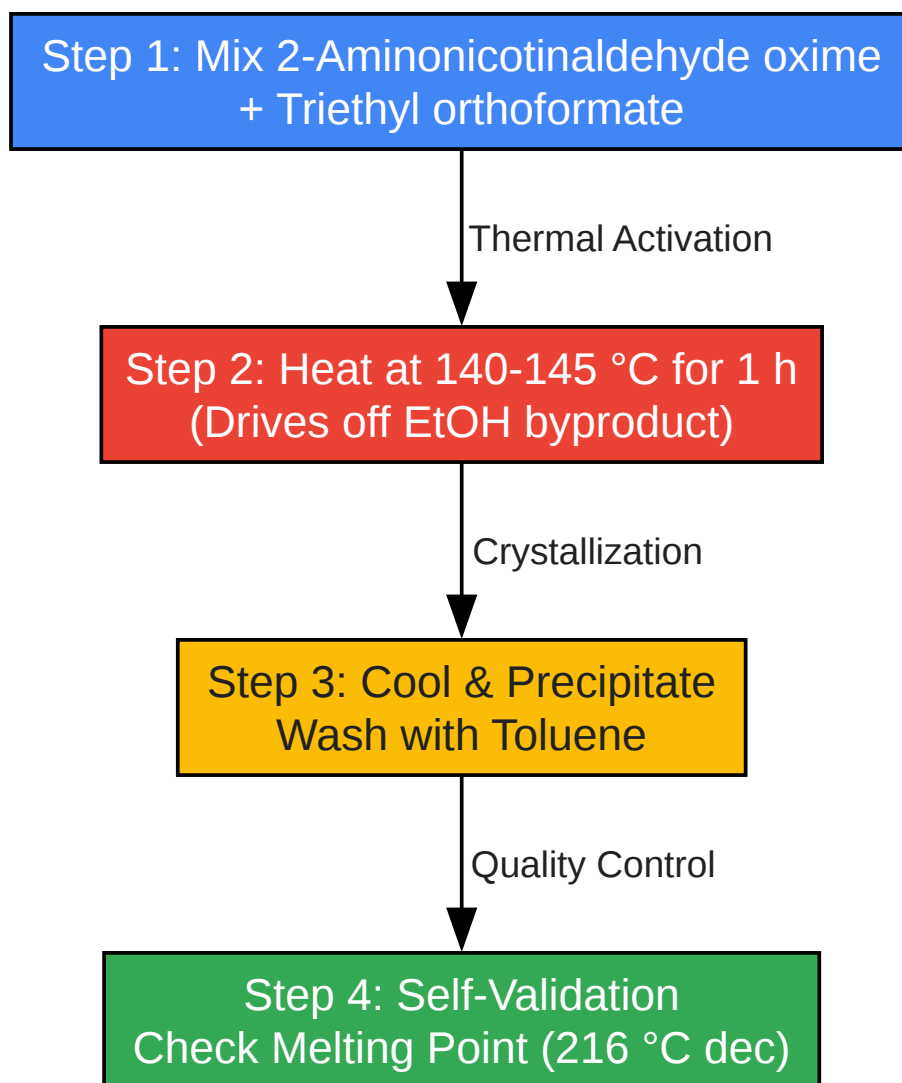 Step 1: Mix 2-Aminonicotinaldehyde oxime
+ Triethyl orthoformate
Thermal Activation
Step 2: Heat at 140-145 °C for 1 h
(Drives off EtOH byproduct)
Crystallization
Step 3: Cool & Precipitate
Wash with Toluene
Quality Control
Step 4: Self-Validation
Check Melting Point (216 °C dec)